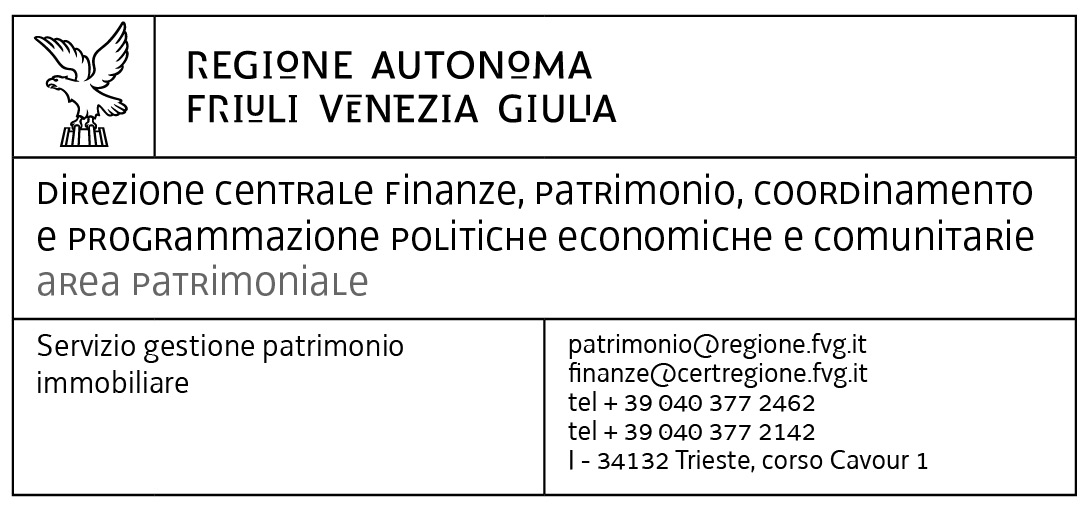 REGIONE AUTONOMA
FRIULI VENEZIA GIULIA
Direzione centrale finanze, patrimonio, coordinamento
e programmazione politiche economiche e comunitarie
area patrimoniale
Servizio gestione patrimonio
immobiliare
patrimonio@regione.fvg.it
finanze@certregione.fvg.it
tel + 39 040 377 2462
tel + 39 040 377 2142
I - 34132 Trieste, corso Cavour 1